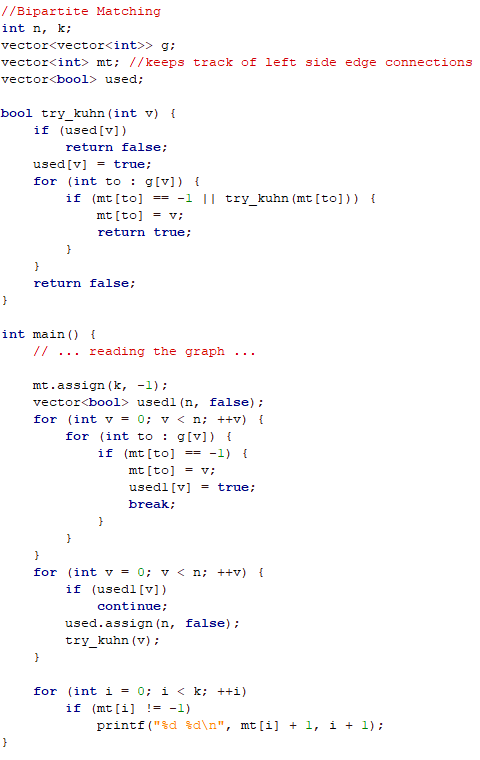 //Bipartite Matching
int n, k;
vector<vector<int>> g;
vector<int> mt; //keeps track of left side edge connections
vector<bool> used;

bool try_kuhn(int v) {
    if (used[v])
        return false;
    used[v] = true;
    for (int to : g[v]) {
        if (mt[to] == -1 || try_kuhn(mt[to])) {
            mt[to] = v;
            return true;
        }
    }
    return false;
}

int main() {
    // ... reading the graph ...

    mt.assign(k, -1);
    vector<bool> used1(n, false);
    for (int v = 0; v < n; ++v) {
        for (int to : g[v]) {
            if (mt[to] == -1) {
                mt[to] = v;
                used1[v] = true;
                break;
            }
        }
    }
    for (int v = 0; v < n; ++v) {
        if (used1[v])
            continue;
        used.assign(n, false);
        try_kuhn(v);
    }

    for (int i = 0; i < k; ++i)
        if (mt[i] != -1)
            printf("%d %d\n", mt[i] + 1, i + 1);
}